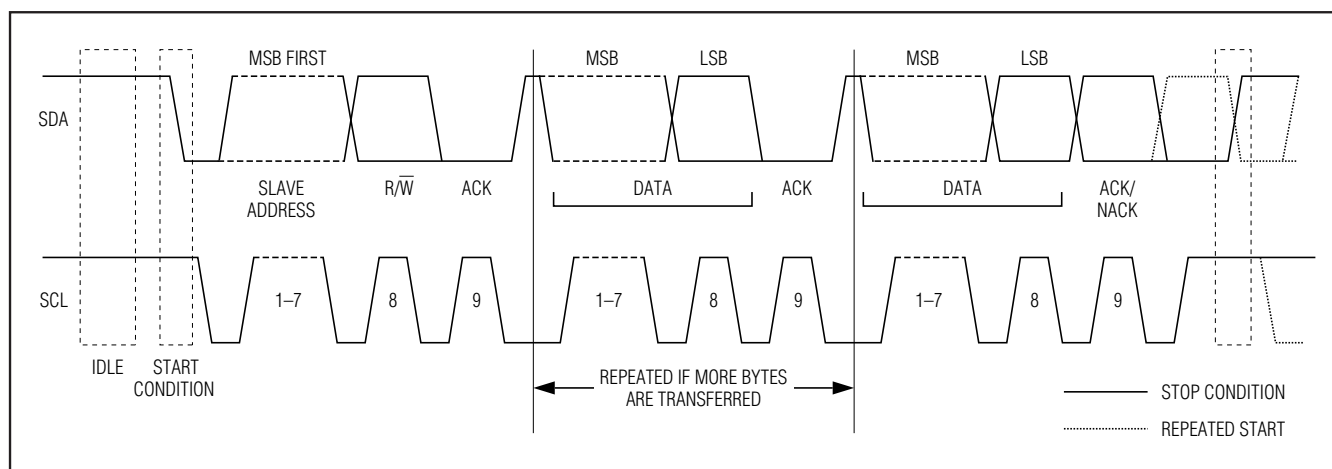 MSB FIRST
MSB
LSB
MSB
LSB
SDA
SLAVE
ADDRESS
R/W̅
ACK
DATA
ACK
DATA
ACK/
NACK
SCL
1–7
8
9
1–7
8
9
1–7
8
9
IDLE
START
CONDITION
REPEATED IF MORE BYTES
ARE TRANSFERRED
STOP CONDITION
REPEATED START